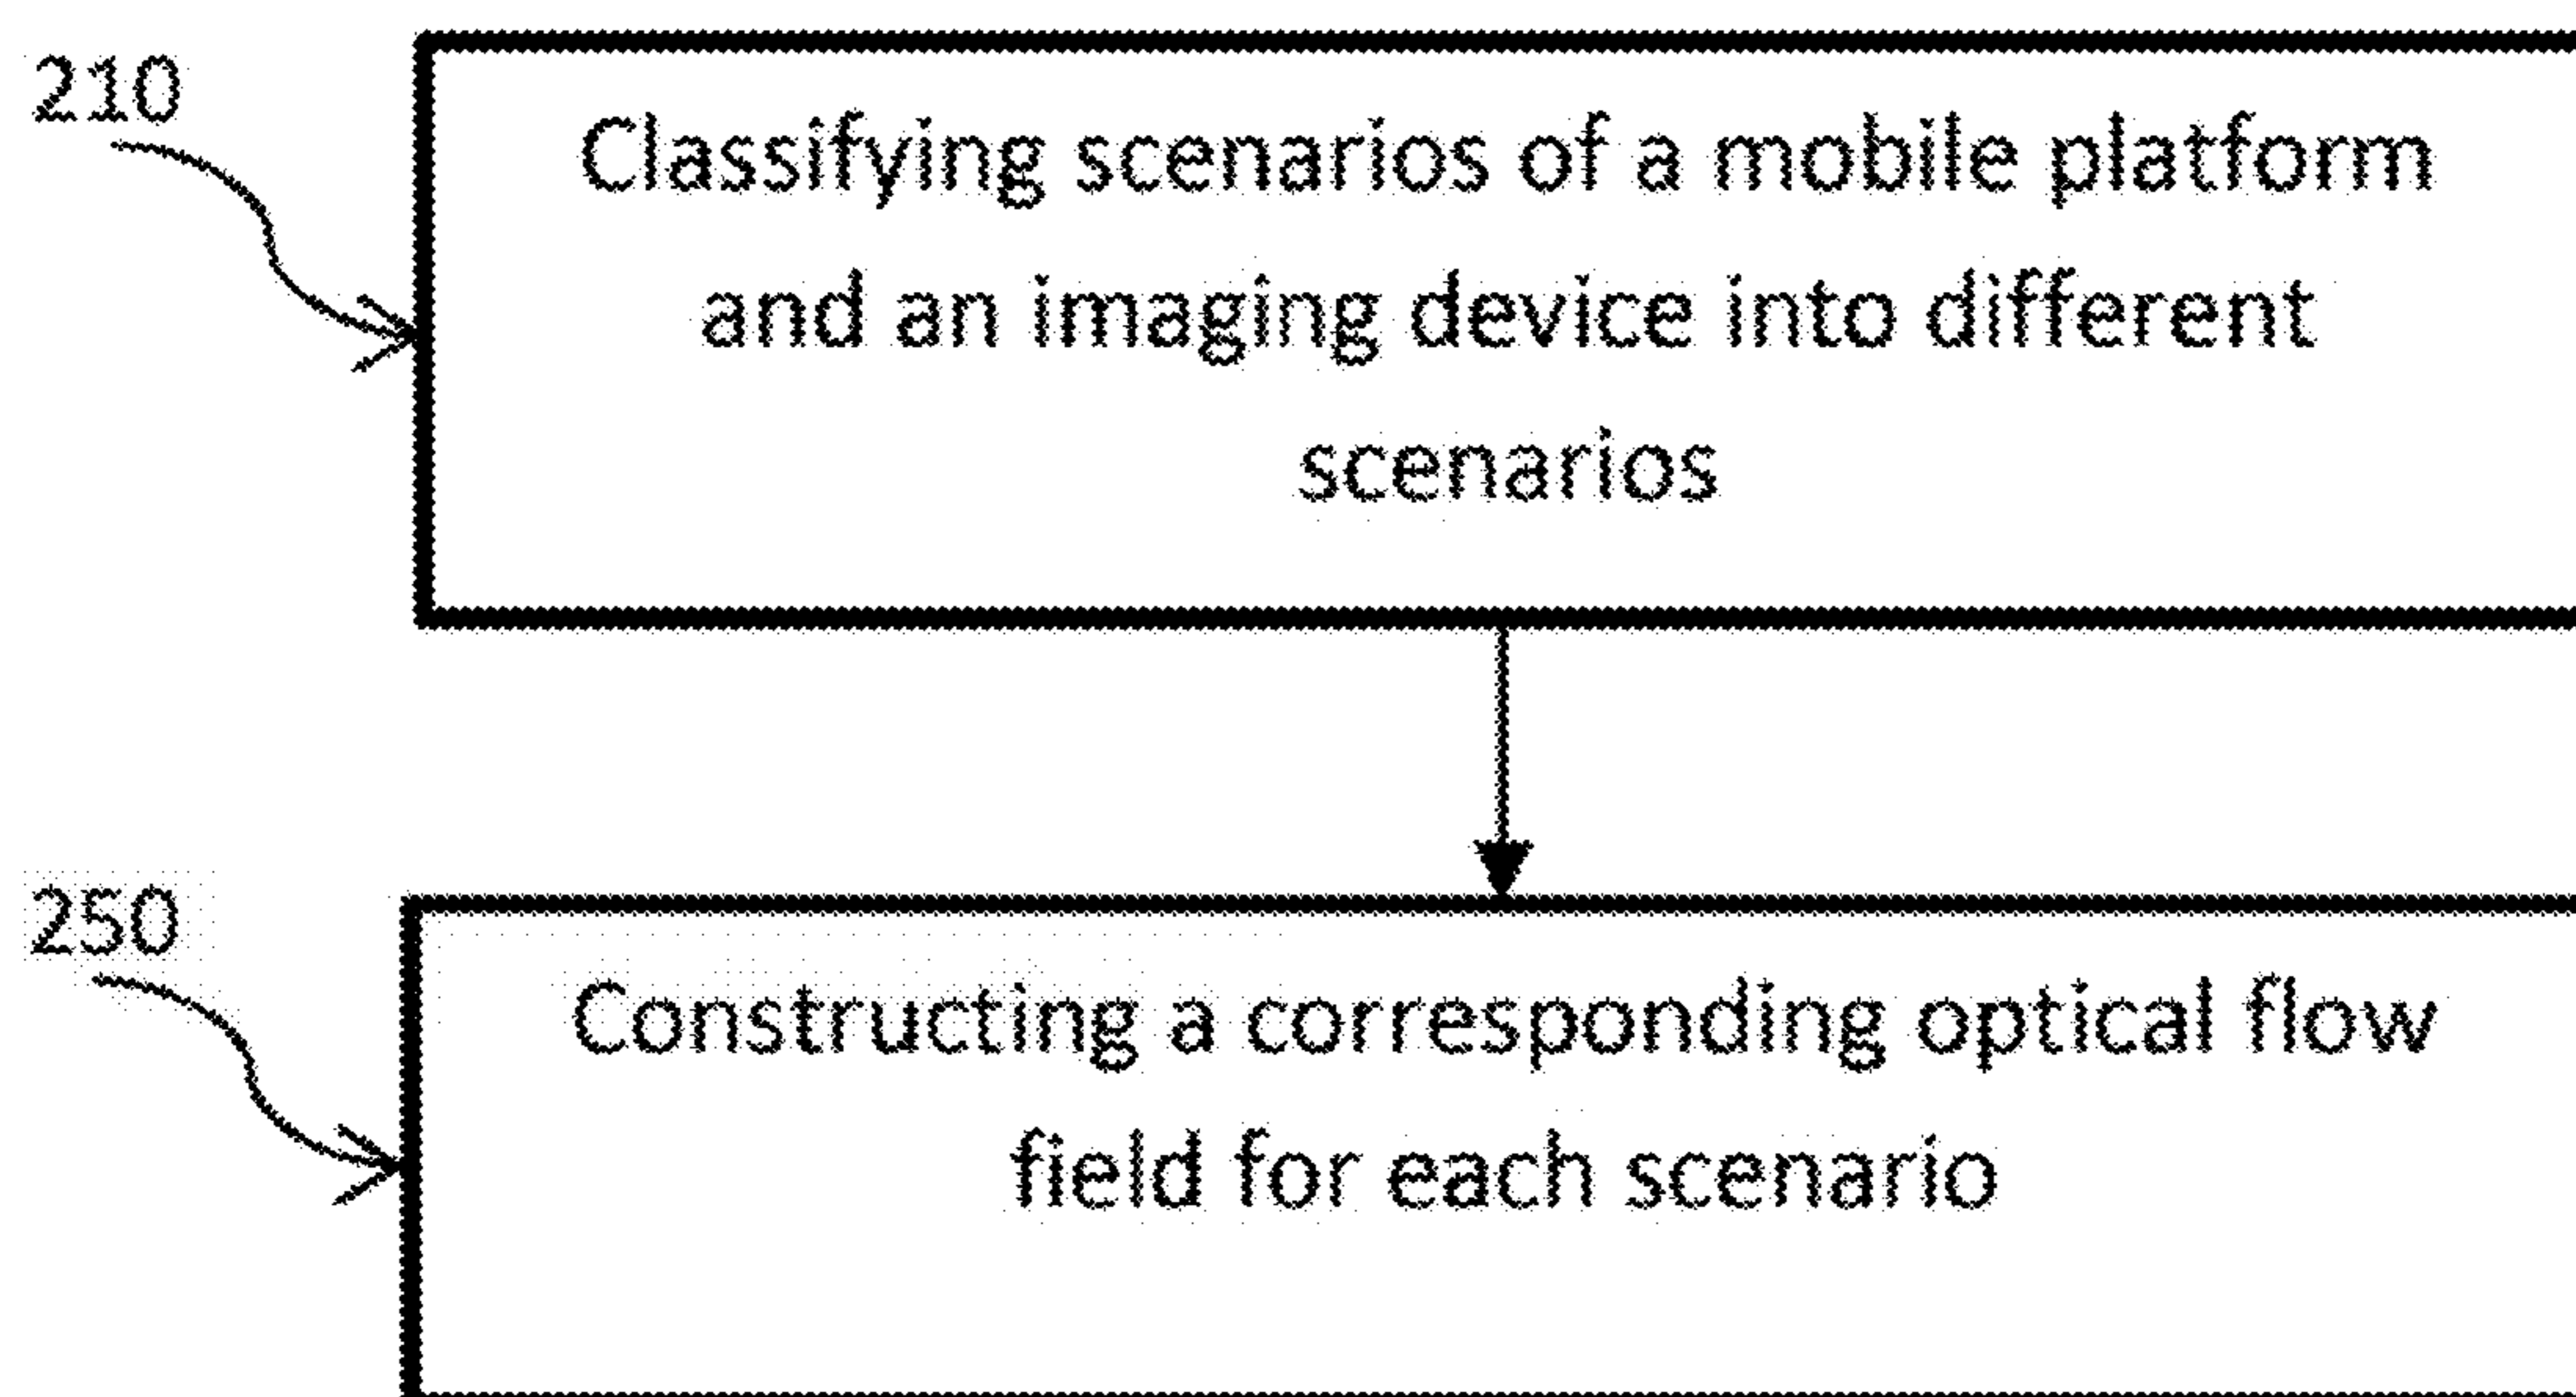 210
Classifying scenarios of a mobile platform
and an imaging device into different
scenarios
250
Constructing a corresponding optical flow
field for each scenario